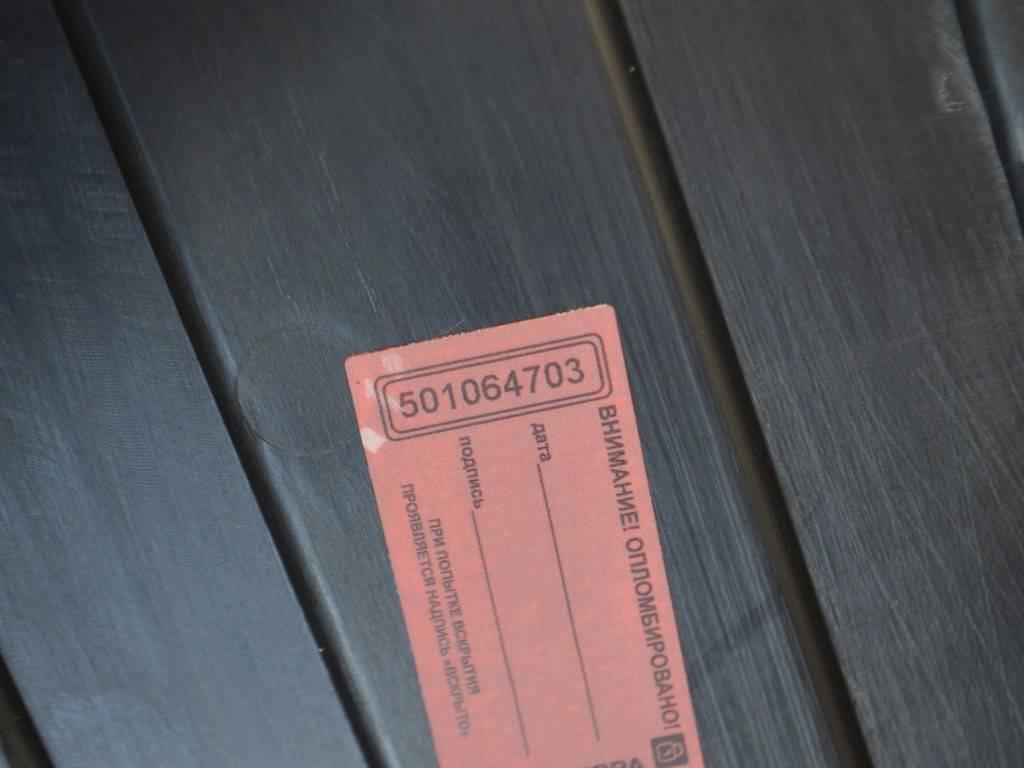 501064703
ВНИМАНИЕ! ОПЛОМБИРОВАНО!
дата
подпись
ПРИ ПОПЫТКЕ ВСКРЫТИЯ
ПРОЯВЛЯЕТСЯ НАДПИСЬ «ВСКРЫТО»